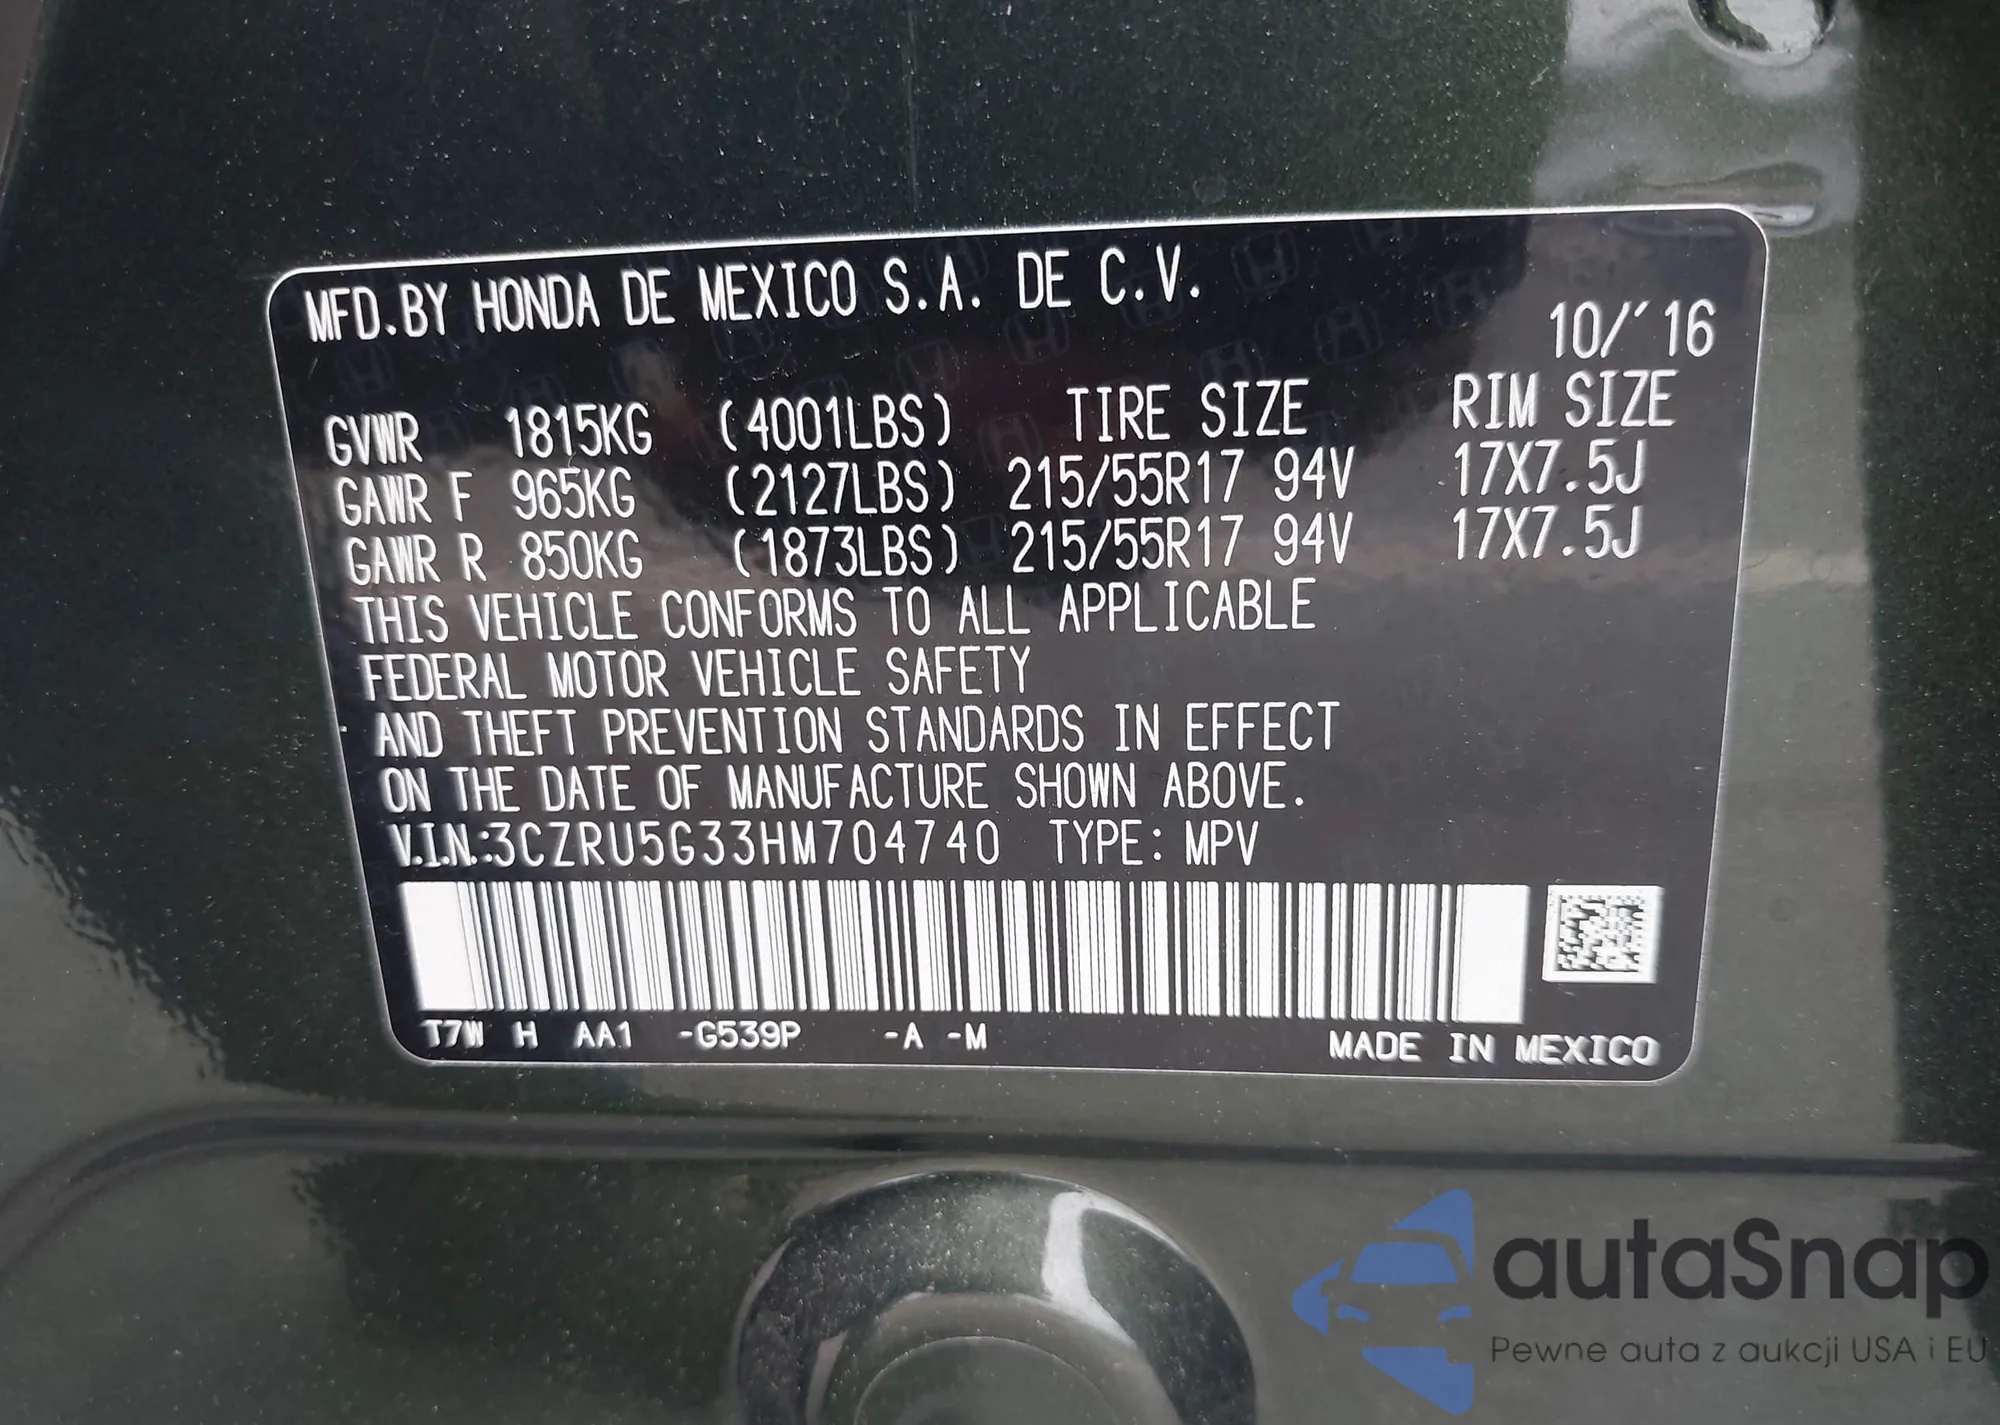 MFD.BY HONDA DE MEXICO S.A. DE C.V.
10/'16
GVWR 1815KG (4001LBS) TIRE SIZE RIM SIZE
GAWR F 965KG (2127LBS) 215/55R17 94V 17X7.5J
GAWR R 850KG (1873LBS) 215/55R17 94V 17X7.5J
THIS VEHICLE CONFORMS TO ALL APPLICABLE
FEDERAL MOTOR VEHICLE SAFETY
AND THEFT PREVENTION STANDARDS IN EFFECT
ON THE DATE OF MANUFACTURE SHOWN ABOVE.
V.I.N.:3CZRU5G33HM704740 TYPE: MPV
T7W H AA1 -G539P -A -M MADE IN MEXICO
autaSnap
Pewne auta z aukcji USA i EU